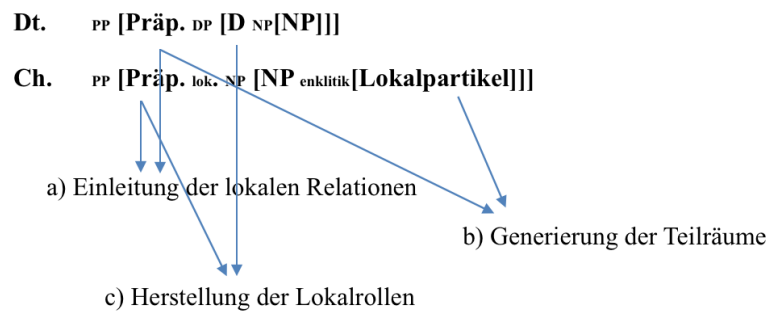 Dt. PP [Präp. DP [D NP[NP]]]
Ch. PP [Präp. lok. NP [NP enklitik[Lokalpartikel]]]
a) Einleitung der lokalen Relationen
b) Generierung der Teilräume
c) Herstellung der Lokalrollen